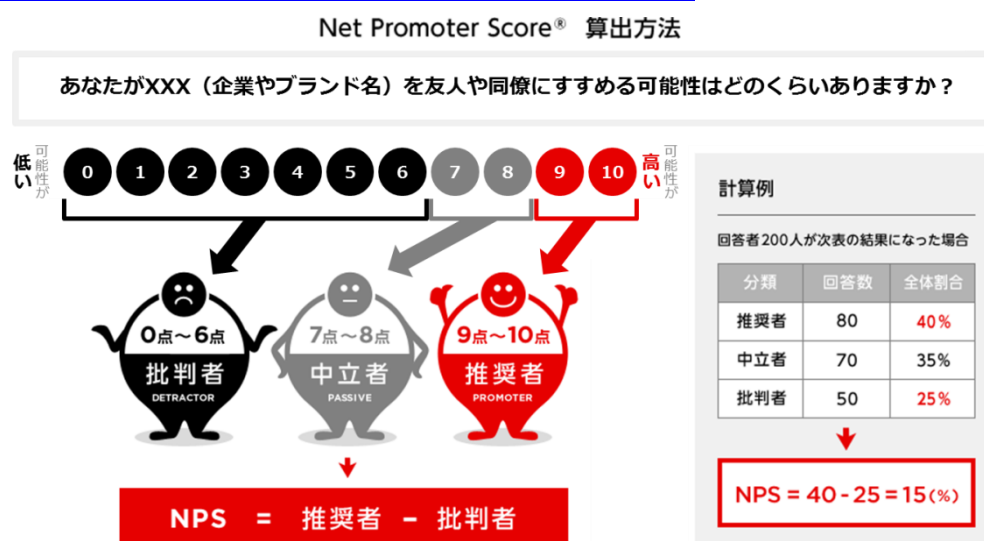 Net Promoter Score® 算出方法
あなたがXXX（企業やブランド名）を友人や同僚にすすめる可能性はどのくらいありますか？
可能性が
低い
0 1 2 3 4 5 6 7 8 9 10
高い
可能性が
0点～6点
批判者
DETRACTOR
7点～8点
中立者
PASSIVE
9点～10点
推奨者
PROMOTER
NPS = 推奨者 − 批判者
計算例
回答者200人が次表の結果になった場合
分類 回答数 全体割合
推奨者 80 40%
中立者 70 35%
批判者 50 25%
NPS = 40 - 25 = 15(%)